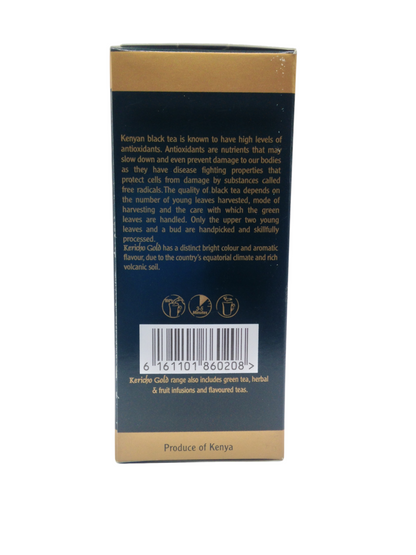 Kenyan black tea is known to have high levels of
antioxidants. Antioxidants are nutrients that may
slow down and even prevent damage to our bodies
as they have disease fighting properties that
protect cells from damage by substances called
free radicals. The quality of black tea depends on
the number of young leaves harvested, mode of
harvesting and the care with which the green
leaves are handled. Only the upper two young
leaves and a bud are handpicked and skillfully
processed.
Kericho Gold has a distinct bright colour and aromatic
flavour, due to the country's equatorial climate and rich
volcanic soil.
3-5
Minutes
6 161101 860208 >
Kericho Gold range also includes green tea, herbal
& fruit infusions and flavoured teas.
Produce of Kenya